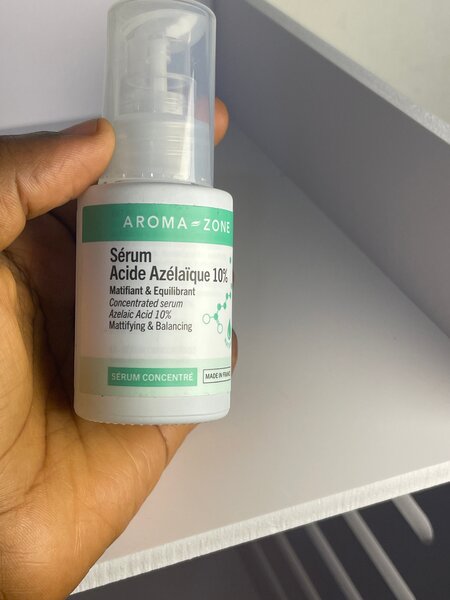 AROMA-ZONE
Sérum
Acide Azélaïque 10%
Matifiant & Equilibrant
Concentrated serum
Azelaic Acid 10%
Mattifying & Balancing
SÉRUM CONCENTRÉ
MADE IN